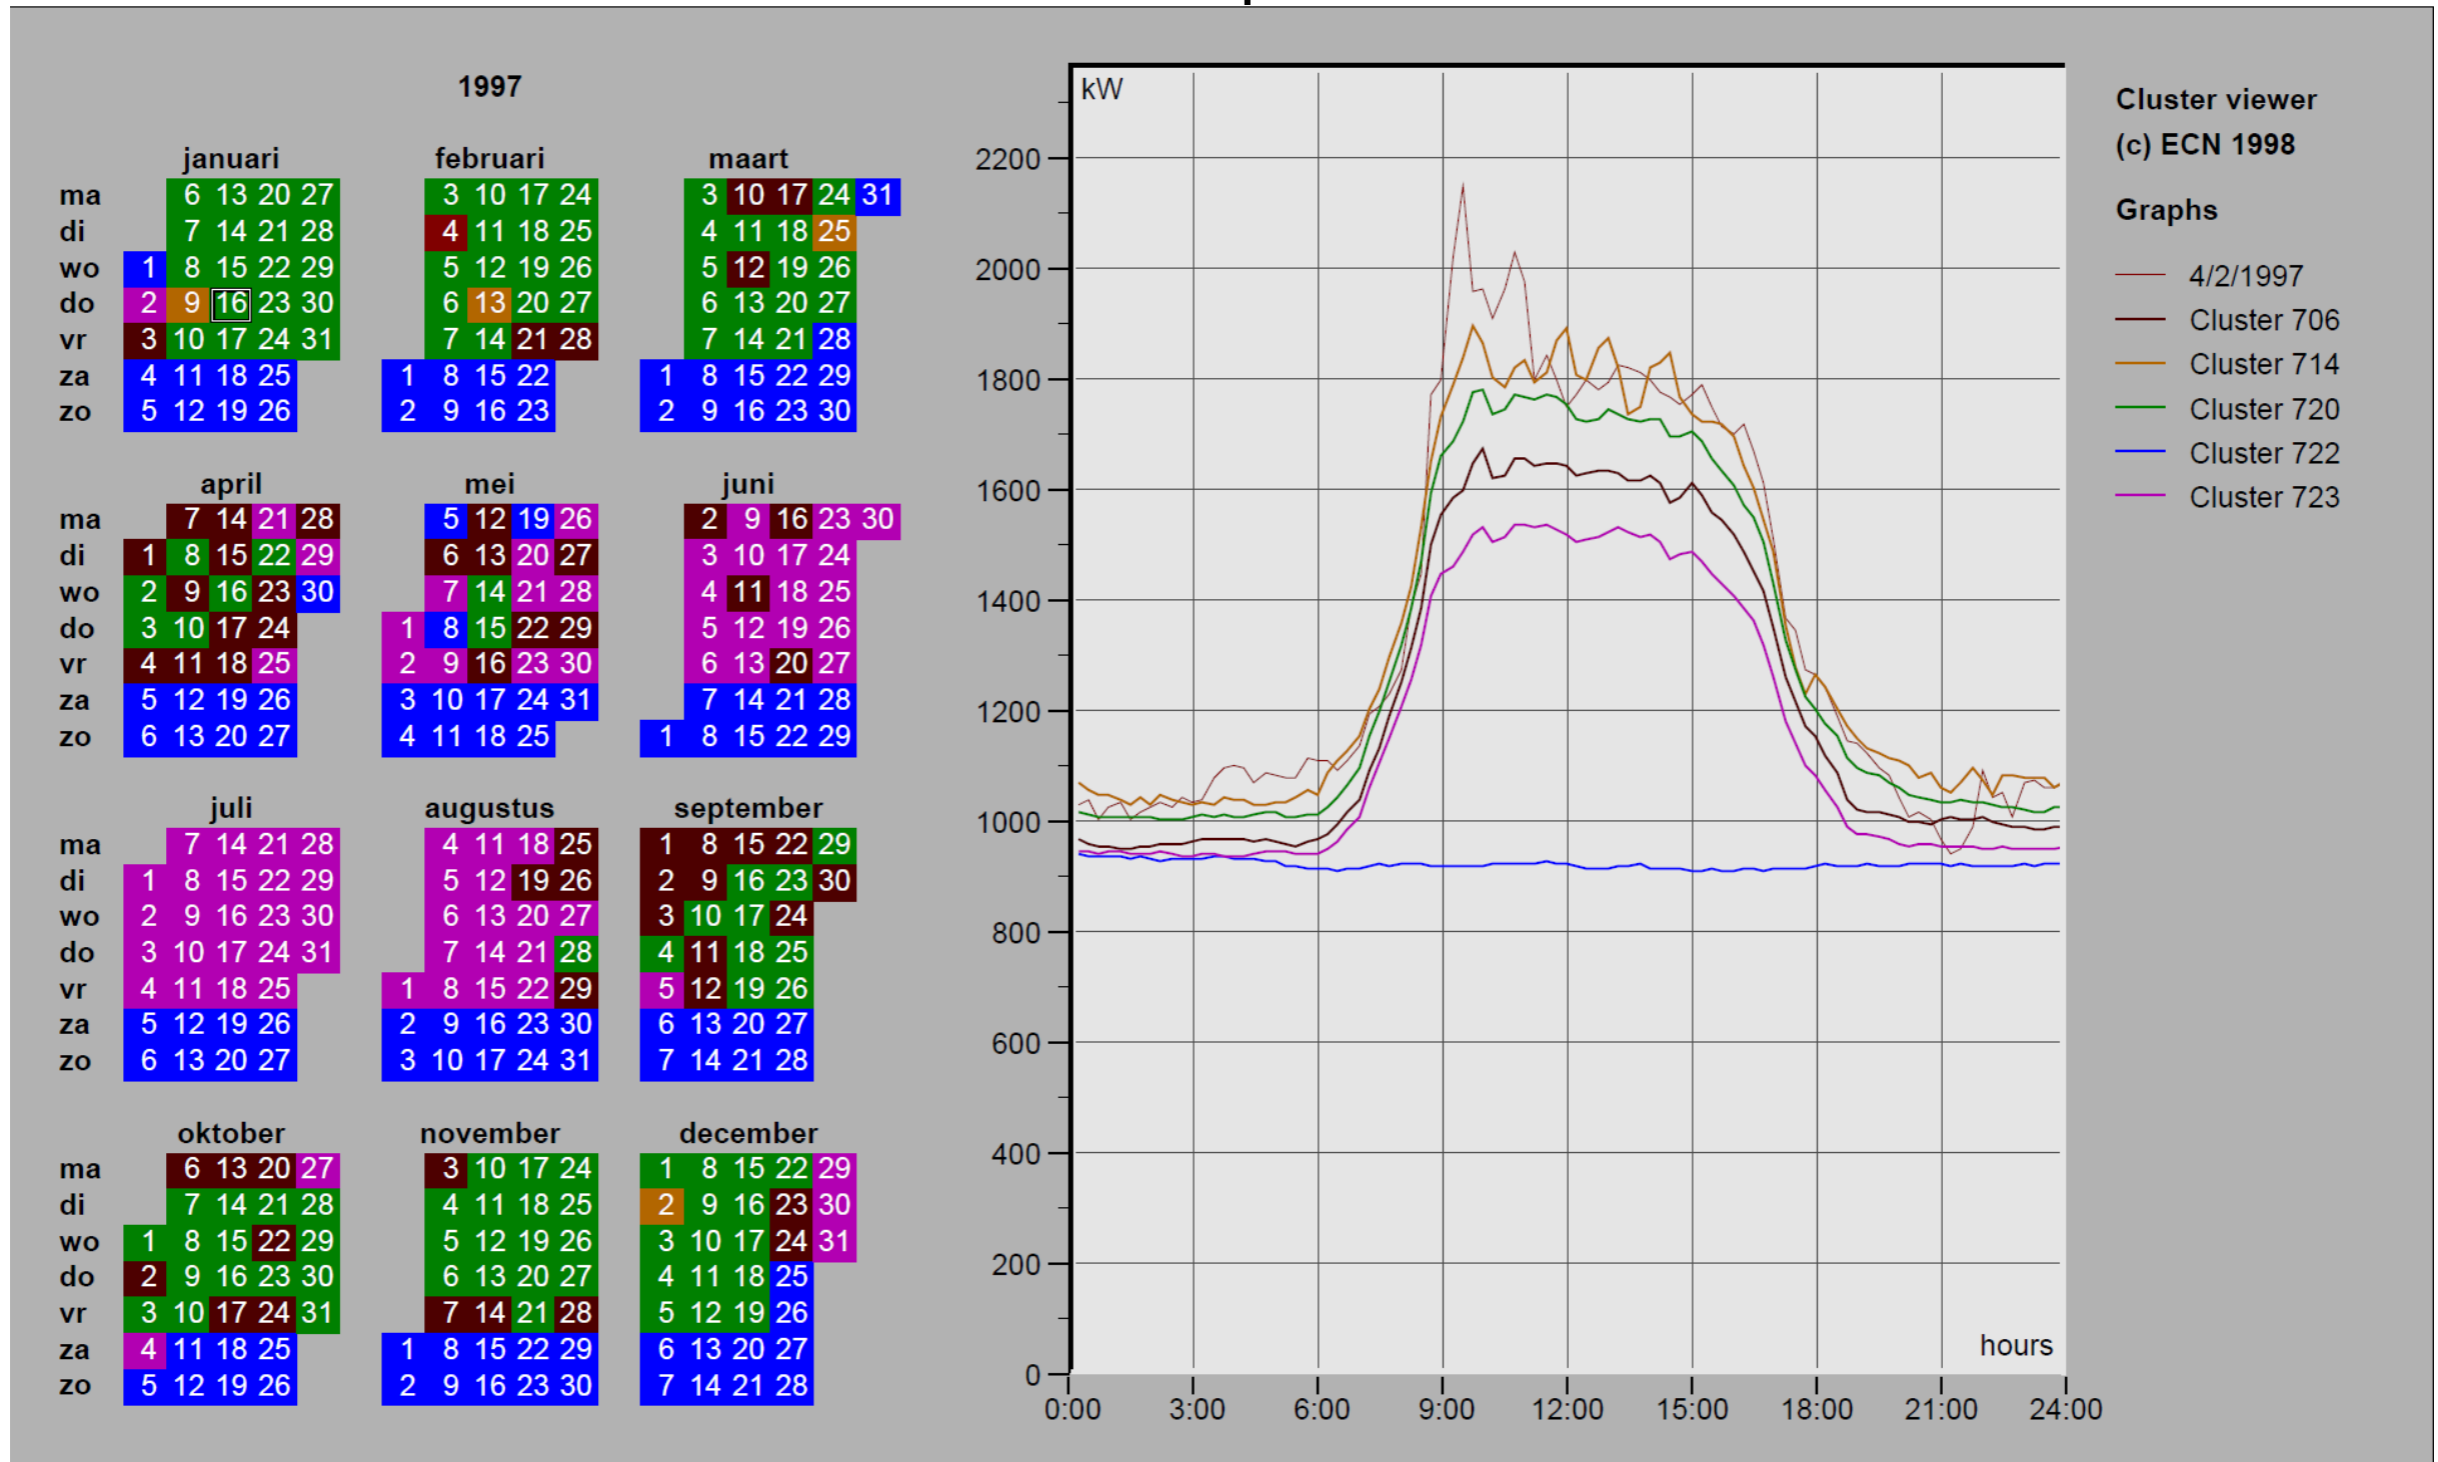 1997
januari februari maart
ma 6 13 20 27 3 10 17 24 3 10 17 24 31
di 7 14 21 28 4 11 18 25 4 11 18 25
wo 1 8 15 22 29 5 12 19 26 5 12 19 26
do 2 9 16 23 30 6 13 20 27 6 13 20 27
vr 3 10 17 24 31 7 14 21 28 7 14 21 28
za 4 11 18 25 1 8 15 22 1 8 15 22 29
zo 5 12 19 26 2 9 16 23 2 9 16 23 30
april mei juni
ma 7 14 21 28 5 12 19 26 2 9 16 23 30
di 1 8 15 22 29 6 13 20 27 3 10 17 24
wo 2 9 16 23 30 7 14 21 28 4 11 18 25
do 3 10 17 24 1 8 15 22 29 5 12 19 26
vr 4 11 18 25 2 9 16 23 30 6 13 20 27
za 5 12 19 26 3 10 17 24 31 7 14 21 28
zo 6 13 20 27 4 11 18 25 1 8 15 22 29
juli augustus september
ma 7 14 21 28 4 11 18 25 1 8 15 22 29
di 1 8 15 22 29 5 12 19 26 2 9 16 23 30
wo 2 9 16 23 30 6 13 20 27 3 10 17 24
do 3 10 17 24 31 7 14 21 28 4 11 18 25
vr 4 11 18 25 1 8 15 22 29 5 12 19 26
za 5 12 19 26 2 9 16 23 30 6 13 20 27
zo 6 13 20 27 3 10 17 24 31 7 14 21 28
oktober november december
ma 6 13 20 27 3 10 17 24 1 8 15 22 29
di 7 14 21 28 4 11 18 25 2 9 16 23 30
wo 1 8 15 22 29 5 12 19 26 3 10 17 24 31
do 2 9 16 23 30 6 13 20 27 4 11 18 25
vr 3 10 17 24 31 7 14 21 28 5 12 19 26
za 4 11 18 25 1 8 15 22 29 6 13 20 27
zo 5 12 19 26 2 9 16 23 30 7 14 21 28
kW
2200
2000
1800
1600
1400
1200
1000
800
600
400
200
0
hours
0:00 3:00 6:00 9:00 12:00 15:00 18:00 21:00 24:00
Cluster viewer
(c) ECN 1998
Graphs
4/2/1997
Cluster 706
Cluster 714
Cluster 720
Cluster 722
Cluster 723